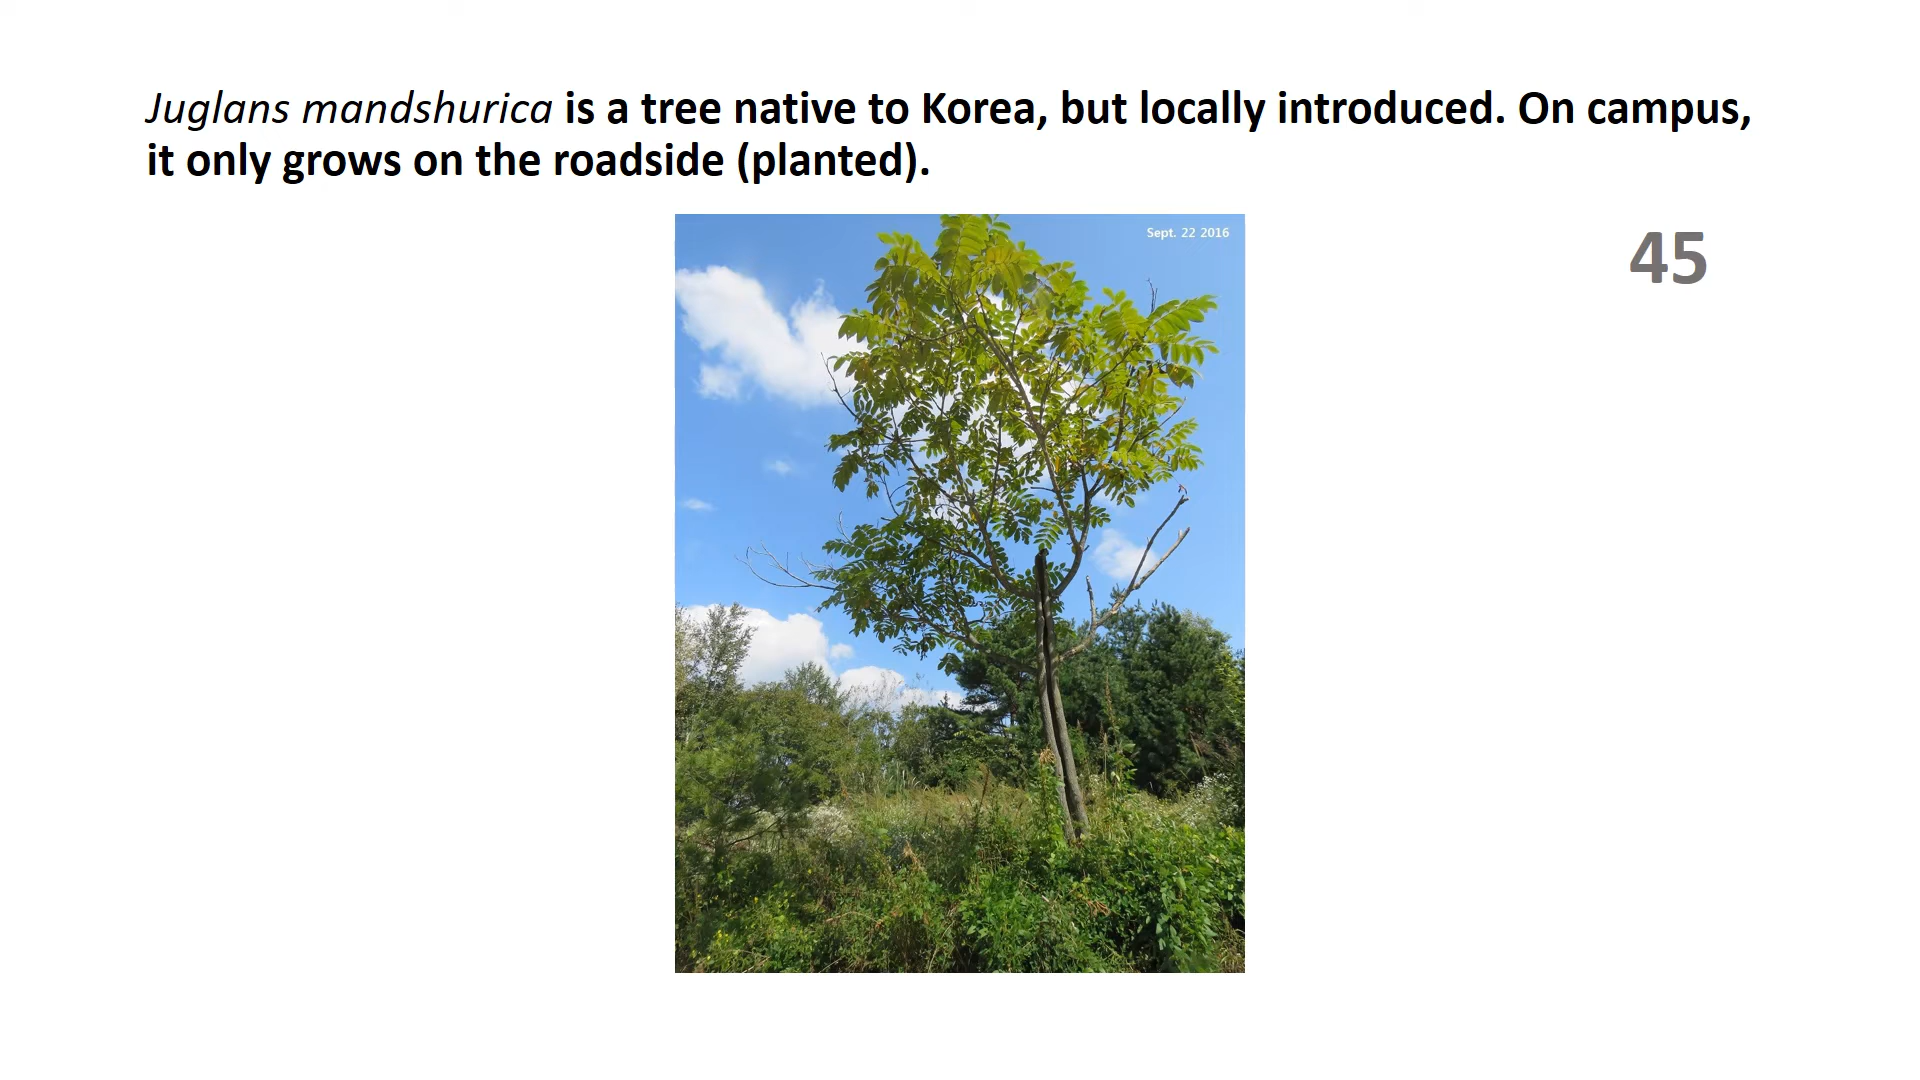 Juglans mandshurica is a tree native to Korea, but locally introduced. On campus,
it only grows on the roadside (planted).
Sept. 22 2016
45